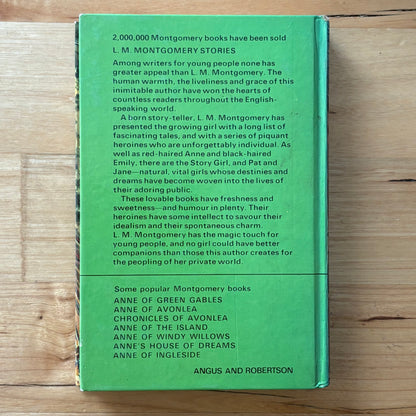 2,000,000 Montgomery books have been sold
L. M. MONTGOMERY STORIES
Among writers for young people none has
greater appeal than L. M. Montgomery. The
human warmth, the liveliness and grace of this
inimitable author have won the hearts of
countless readers throughout the English-
speaking world.
A born story-teller, L. M. Montgomery has
presented the growing girl with a long list of
fascinating tales, and with a series of piquant
heroines who are unforgettably individual. As
well as red-haired Anne and black-haired
Emily, there are the Story Girl, and Pat and
Jane—natural, vital girls whose destinies and
dreams have become woven into the lives of
their adoring public.
These lovable books have freshness and
sweetness—and humour in plenty. Their
heroines have some intellect to savour their
idealism and their spontaneous charm.
L. M. Montgomery has the magic touch for
young people, and no girl could have better
companions than those this author creates for
the peopling of her private world.
Some popular Montgomery books
ANNE OF GREEN GABLES
ANNE OF AVONLEA
CHRONICLES OF AVONLEA
ANNE OF THE ISLAND
ANNE OF WINDY WILLOWS
ANNE'S HOUSE OF DREAMS
ANNE OF INGLESIDE
ANGUS AND ROBERTSON